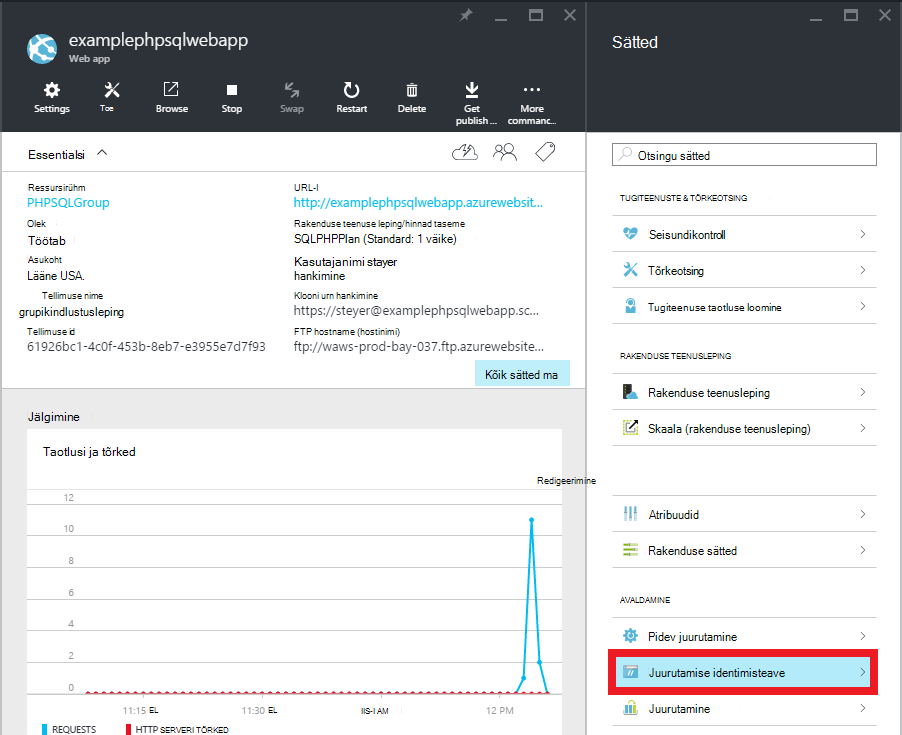 examplephpsqlwebapp
Web app
Settings
Toe
Browse
Stop
Swap
Restart
Delete
Get publish ...
More commanc...
Essentialsi
Ressursirühm
PHPSQLGroup
Olek
Töötab
Asukoht
Lääne USA.
Tellimuse nime
grupikindlustusleping
Tellimuse id
61926bc1-4c0f-453b-8eb7-e3955e7d7f93
URL-I
http://examplephpsqlwebapp.azurewebsit...
Rakenduse teenuse leping/hinnad taseme
SQLPHPPlan (Standard: 1 väike)
Kasutajanimi stayer
hankimine
Klooni urn hankimine
https://steyer@examplephpsqlwebapp.sc...
FTP hostname (hostinimi)
ftp://waws-prod-bay-037.ftp.azurewebsite...
Kõik sätted ma
Jälgimine
Taotlusi ja tõrked
Redigeerimine
12
10
8
6
4
2
0
11:15 EL
11:30 EL
IIS-I AM
12 PM
REQUESTS
HTTP SERVERI TÕRKED
Sätted
Otsingu sätted
TUGITEENUSTE & TÕRKEOTSING
Seisundikontroll
Tõrkeotsing
Tugiteenuse taotluse loomine
RAKENDUSE TEENUSLEPING
Rakenduse teenusleping
Skaala (rakenduse teenusleping)
Atribuudid
Rakenduse sätted
AVALDAMINE
Pidev juurutamine
Juurutamise identimisteave
Juurutamine